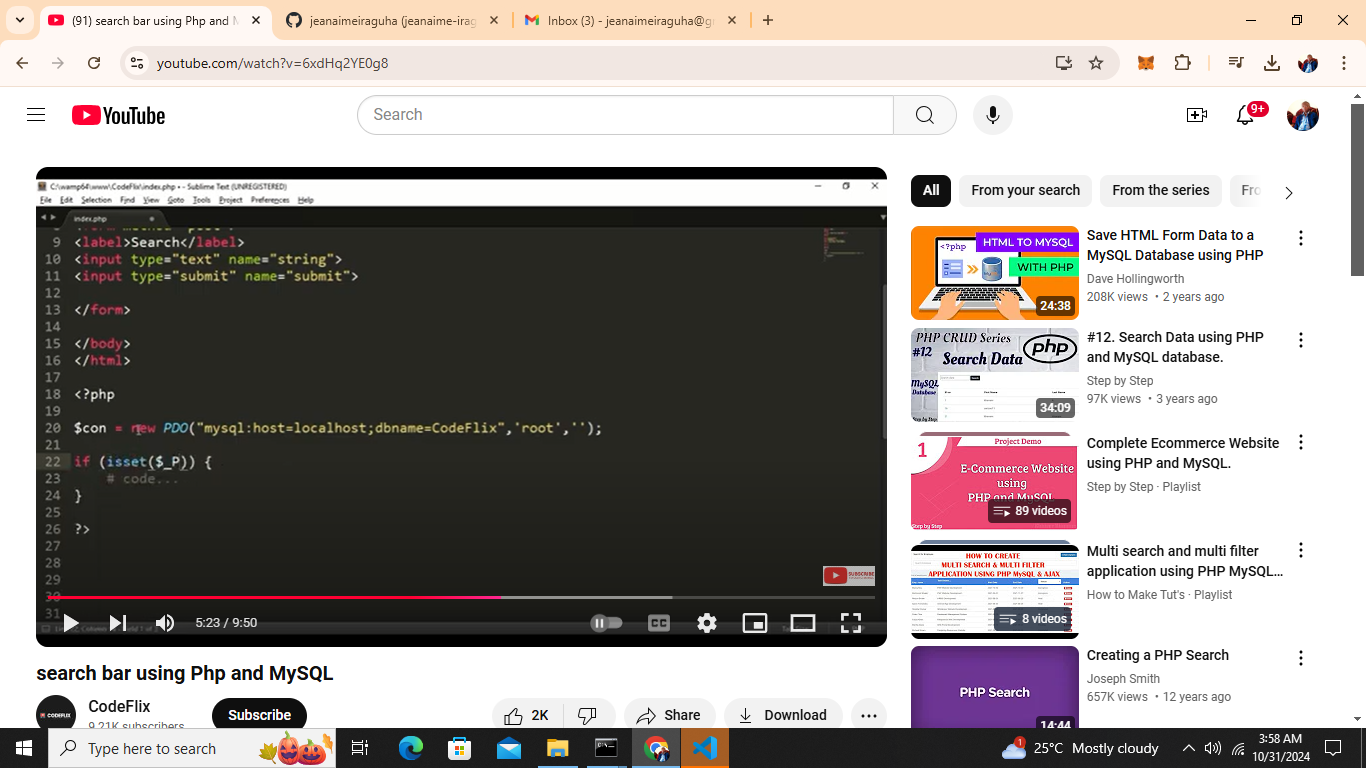 (91) search bar using Php and M
jeanaimeiraguha (jeanaime-irag
Inbox (3) - jeanaimeiraguha@g
youtube.com/watch?v=6xdHq2YE0g8
YouTube
Search
9+
C:\wamp64\www\CodeFlix\index.php • - Sublime Text (UNREGISTERED)
File Edit Selection Find View Goto Tools Project Preferences Help
index.php
9 <label>Search</label>
10 <input type="text" name="string">
11 <input type="submit" name="submit">
12
13 </form>
14
15 </body>
16 </html>
17
18 <?php
19
20 $con = new PDO("mysql:host=localhost;dbname=CodeFlix",'root','');
21
22 if (isset($_P)) {
23 # code...
24 }
25
26 ?>
27
28
29
30
31
SUBSCRIBE
5:23 / 9:50
search bar using Php and MySQL
CODEFLIX
CodeFlix
9.21K subscribers
Subscribe
2K
Share
Download
All
From your search
From the series
Fro
<?php
HTML TO MYSQL
WITH PHP
24:38
Save HTML Form Data to a
MySQL Database using PHP
Dave Hollingworth
208K views • 2 years ago
PHP CRUD Series
#12 Search Data
php
MySQL
Database
34:09
#12. Search Data using PHP
and MySQL database.
Step by Step
97K views • 3 years ago
1
Project Demo
E-Commerce Website
using
PHP and MySQL
Step by Step
89 videos
Complete Ecommerce Website
using PHP and MySQL.
Step by Step · Playlist
HOW TO CREATE
MULTI SEARCH & MULTI FILTER
APPLICATION USING PHP MySQL & AJAX
8 videos
Multi search and multi filter
application using PHP MySQL...
How to Make Tut's · Playlist
PHP Search
14:44
Creating a PHP Search
Joseph Smith
657K views • 12 years ago
Type here to search
1
25°C Mostly cloudy
3:58 AM
10/31/2024